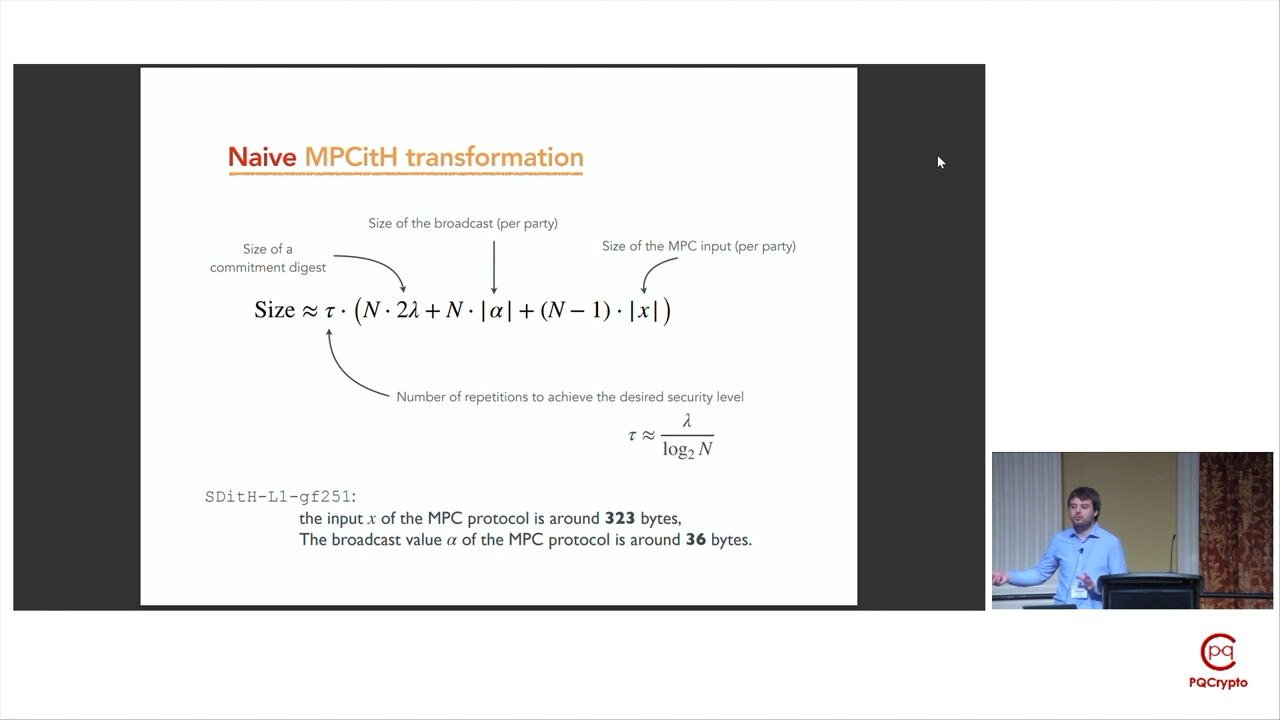 Naive MPCitH transformation
Size of the broadcast (per party)
Size of a
commitment digest
Size of the MPC input (per party)
Size ≈ τ · (N · 2λ + N · |α| + (N − 1) · |x|)
Number of repetitions to achieve the desired security level
τ ≈ λ / log₂ N
SDitH-L1-gf251:
the input x of the MPC protocol is around 323 bytes,
The broadcast value α of the MPC protocol is around 36 bytes.
pq
PQCrypto